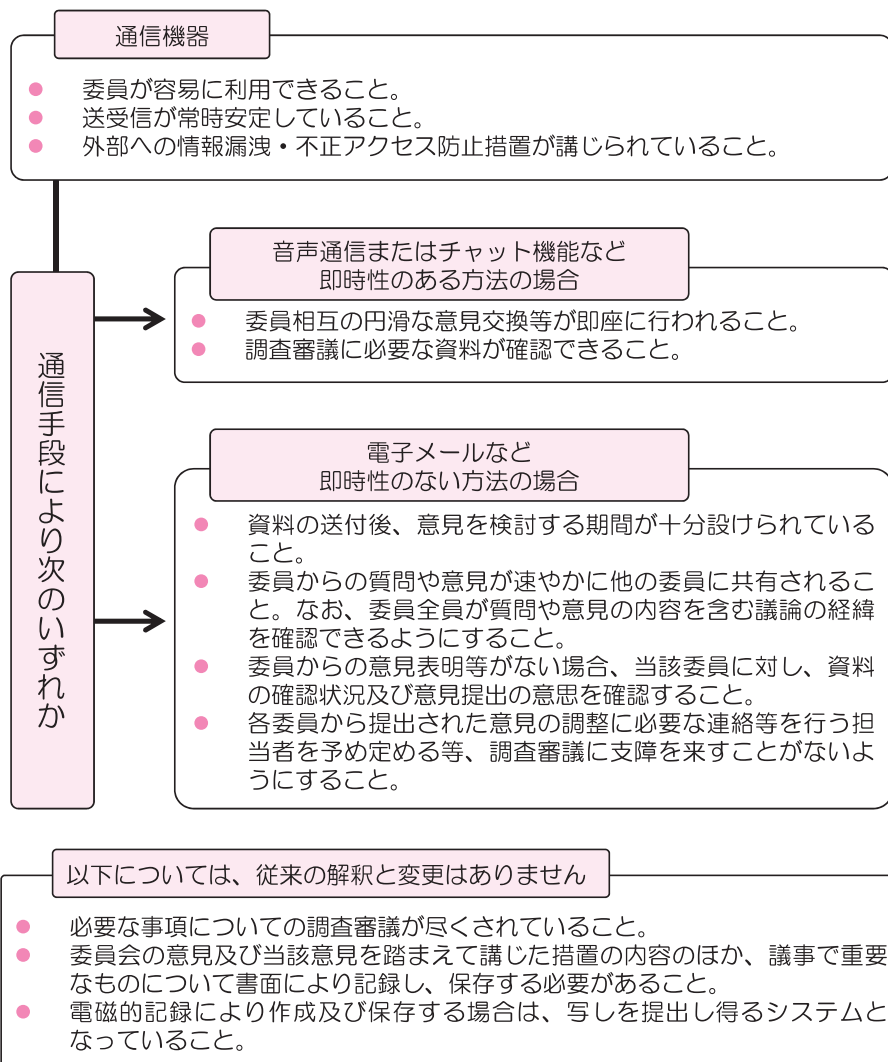 通信機器
● 委員が容易に利用できること。
● 送受信が常時安定していること。
● 外部への情報漏洩・不正アクセス防止措置が講じられていること。
通信手段により次のいずれか
音声通信またはチャット機能など
即時性のある方法の場合
● 委員相互の円滑な意見交換等が即座に行われること。
● 調査審議に必要な資料が確認できること。
電子メールなど
即時性のない方法の場合
● 資料の送付後、意見を検討する期間が十分設けられている
こと。
● 委員からの質問や意見が速やかに他の委員に共有されるこ
と。なお、委員全員が質問や意見の内容を含む議論の経緯
を確認できるようにすること。
● 委員からの意見表明等がない場合、当該委員に対し、資料
の確認状況及び意見提出の意思を確認すること。
● 各委員から提出された意見の調整に必要な連絡等を行う担
当者を予め定める等、調査審議に支障を来すことがないよ
うにすること。
以下については、従来の解釈と変更はありません
● 必要な事項についての調査審議が尽くされていること。
● 委員会の意見及び当該意見を踏まえて講じた措置の内容のほか、議事で重要
なものについて書面により記録し、保存する必要があること。
● 電磁的記録により作成及び保存する場合は、写しを提出し得るシステムと
なっていること。